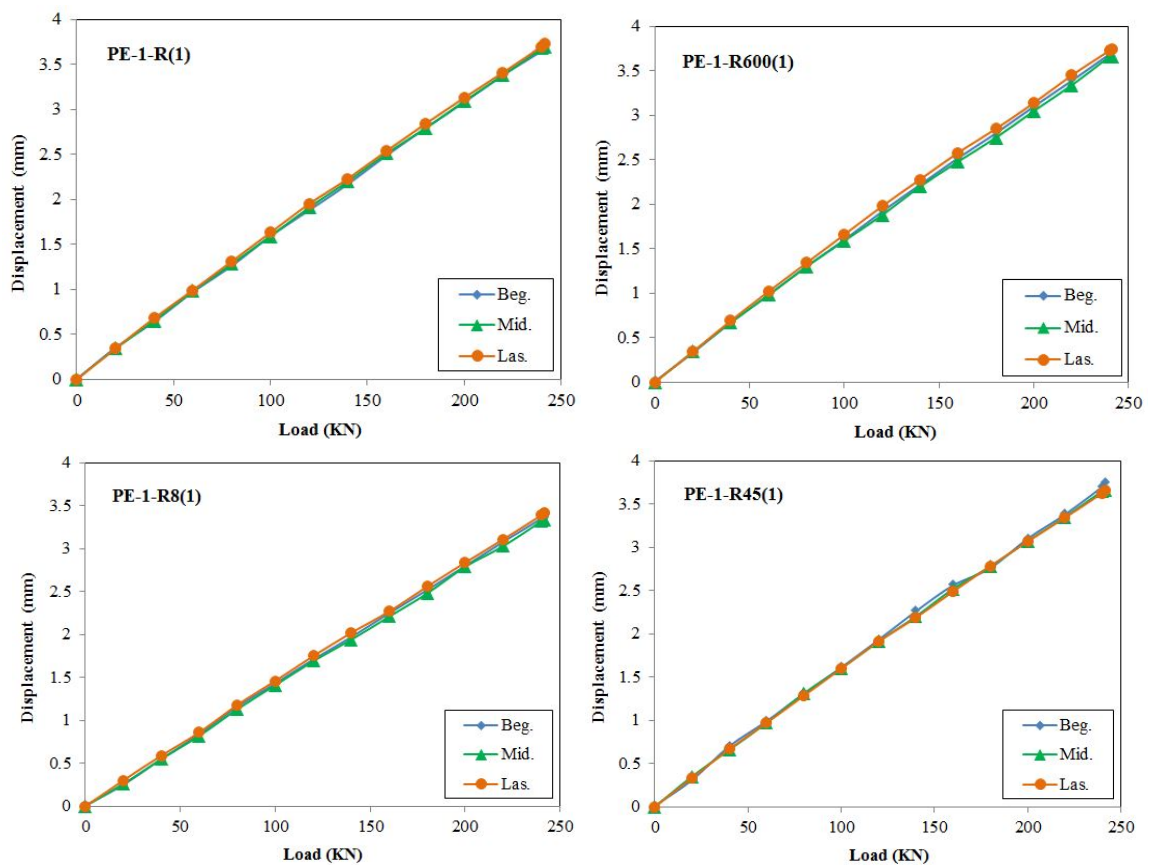 PE-1-R(1)
Displacement (mm)
4
3.5
3
2.5
2
1.5
1
0.5
0
0 50 100 150 200 250
Load (KN)
Beg.
Mid.
Las.
PE-1-R600(1)
Displacement (mm)
4
3.5
3
2.5
2
1.5
1
0.5
0
0 50 100 150 200 250
Load (KN)
Beg.
Mid.
Las.
PE-1-R8(1)
Displacement (mm)
4
3.5
3
2.5
2
1.5
1
0.5
0
0 50 100 150 200 250
Load (KN)
Beg.
Mid.
Las.
PE-1-R45(1)
Displacement (mm)
4
3.5
3
2.5
2
1.5
1
0.5
0
0 50 100 150 200 250
Load (KN)
Beg.
Mid.
Las.